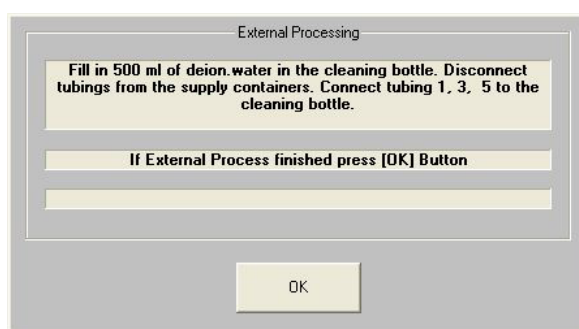 External Processing
Fill in 500 ml of deion.water in the cleaning bottle. Disconnect
tubings from the supply containers. Connect tubing 1, 3, 5 to the
cleaning bottle.
If External Process finished press [OK] Button
OK